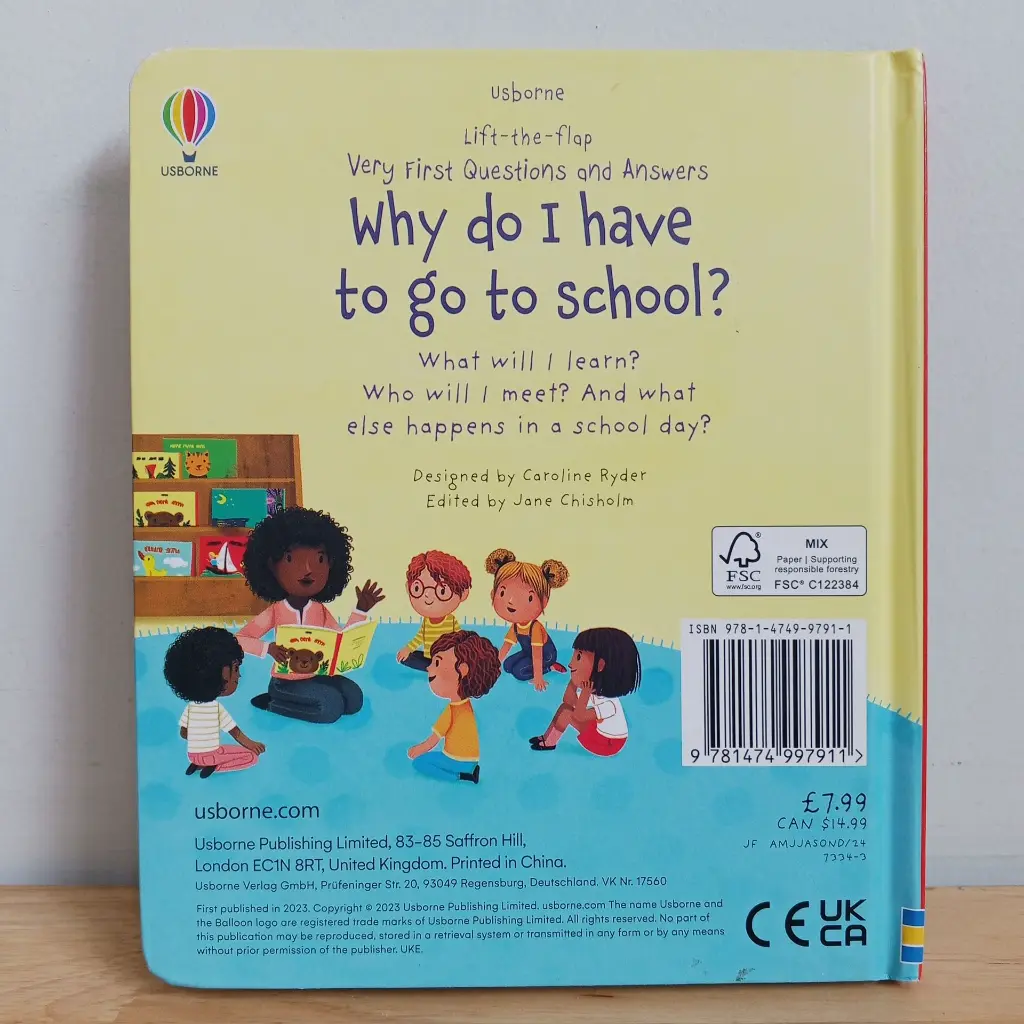 USBORNE
Usborne
Lift-the-flap
Very First Questions and Answers
Why do I have
to go to school?
What will I learn?
Who will I meet? And what
else happens in a school day?
Designed by Caroline Ryder
Edited by Jane Chisholm
FSC
www.fsc.org
MIX
Paper | Supporting
responsible forestry
FSC® C122384
ISBN 978-1-4749-9791-1
9 781474 997911 >
£7.99
CAN $14.99
JF AMJJASOND/24
7334-3
usborne.com
Usborne Publishing Limited, 83-85 Saffron Hill,
London EC1N 8RT, United Kingdom. Printed in China.
Usborne Verlag GmbH, Prüfeninger Str. 20, 93049 Regensburg, Deutschland. VK Nr. 17560
First published in 2023. Copyright © 2023 Usborne Publishing Limited. usborne.com The name Usborne and
the Balloon logo are registered trade marks of Usborne Publishing Limited. All rights reserved. No part of
this publication may be reproduced, stored in a retrieval system or transmitted in any form or by any means
without prior permission of the publisher. UKE.
CE
UK
CA